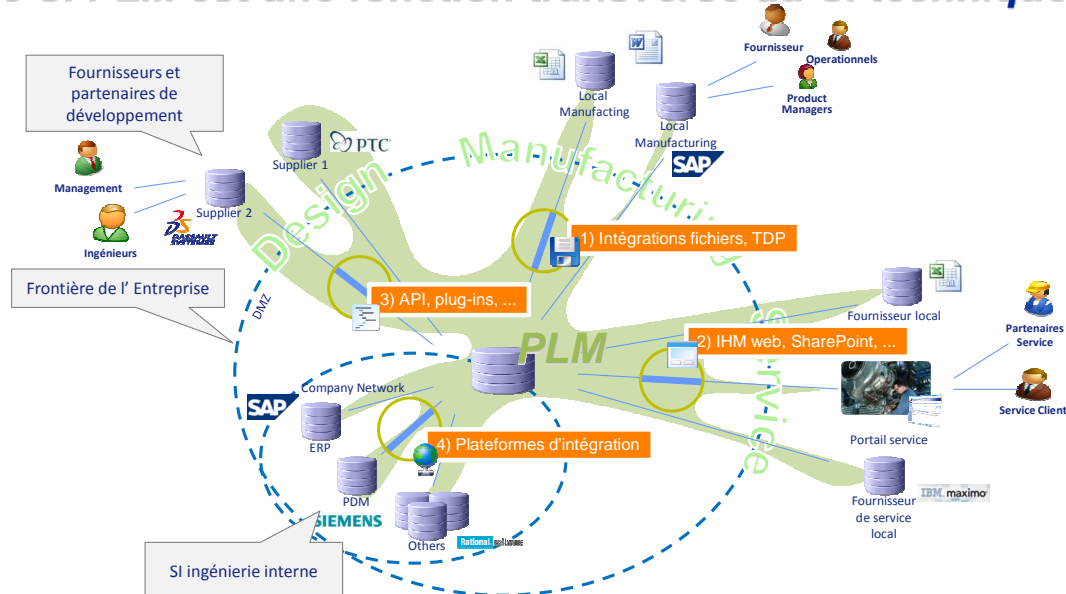 Fournisseur
Operationnels
Product
Managers
Fournisseurs et
partenaires de
développement
Local
Manufacting
Local
Manufacturing
SAP
Supplier 1
PTC
Management
Supplier 2
DASSAULT
SYSTEMES
Ingénieurs
Design
Manufacturing
Service
1) Intégrations fichiers, TDP
Frontière de l' Entreprise
DMZ
3) API, plug-ins, ...
Fournisseur local
Partenaires
Service
PLM
2) IHM web, SharePoint, ...
Company Network
SAP
ERP
Service Client
4) Plateformes d'intégration
Portail service
PDM
SIEMENS
Others
Rational software
IBM maximo
Fournisseur
de service
local
SI ingénierie interne